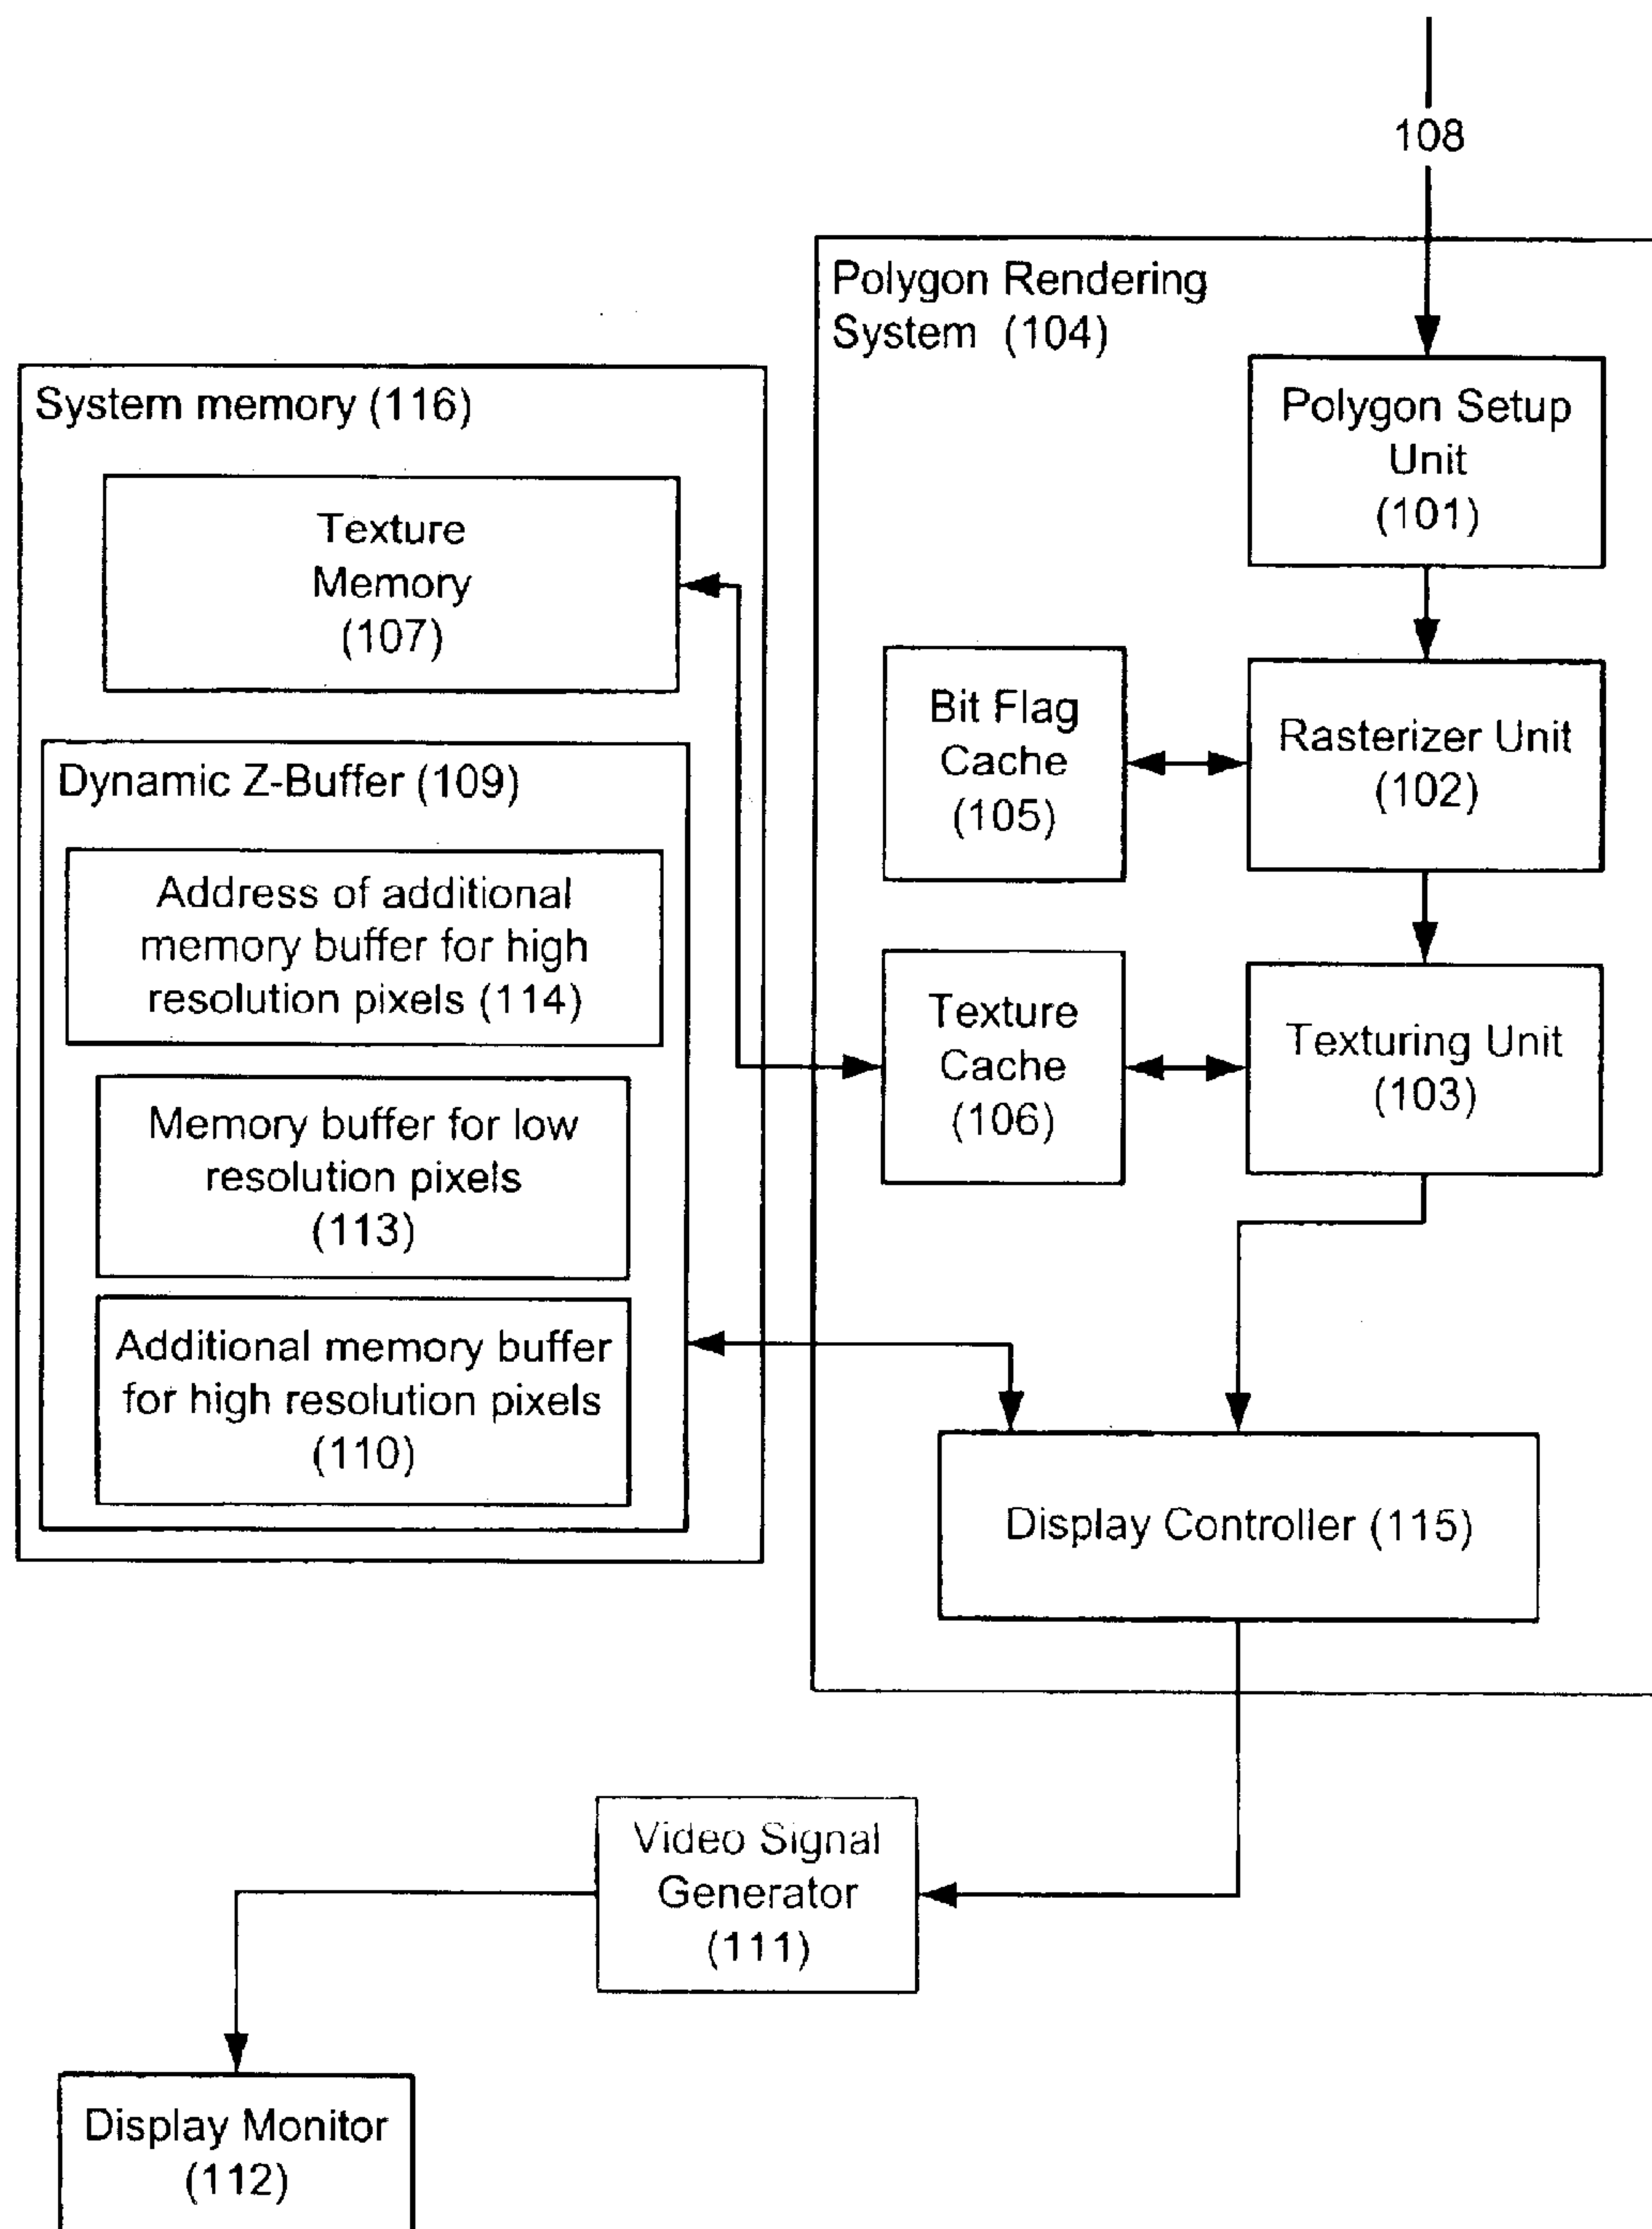 108
Polygon Rendering
System (104)
Polygon Setup
Unit
(101)
System memory (116)
Texture
Memory
(107)
Bit Flag
Cache
(105)
Rasterizer Unit
(102)
Dynamic Z-Buffer (109)
Address of additional
memory buffer for high
resolution pixels (114)
Texture
Cache
(106)
Texturing Unit
(103)
Memory buffer for low
resolution pixels
(113)
Additional memory buffer
for high resolution pixels
(110)
Display Controller (115)
Video Signal
Generator
(111)
Display Monitor
(112)